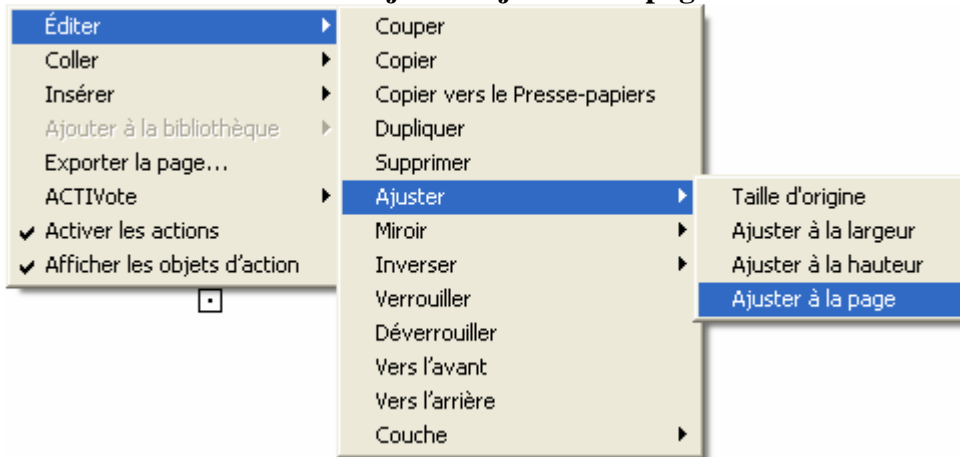 Éditer
Coller
Insérer
Ajouter à la bibliothèque
Exporter la page...
ACTIVote
Activer les actions
Afficher les objets d'action
Couper
Copier
Copier vers le Presse-papiers
Dupliquer
Supprimer
Ajuster
Miroir
Inverser
Verrouiller
Déverrouiller
Vers l'avant
Vers l'arrière
Couche
Taille d'origine
Ajuster à la largeur
Ajuster à la hauteur
Ajuster à la page